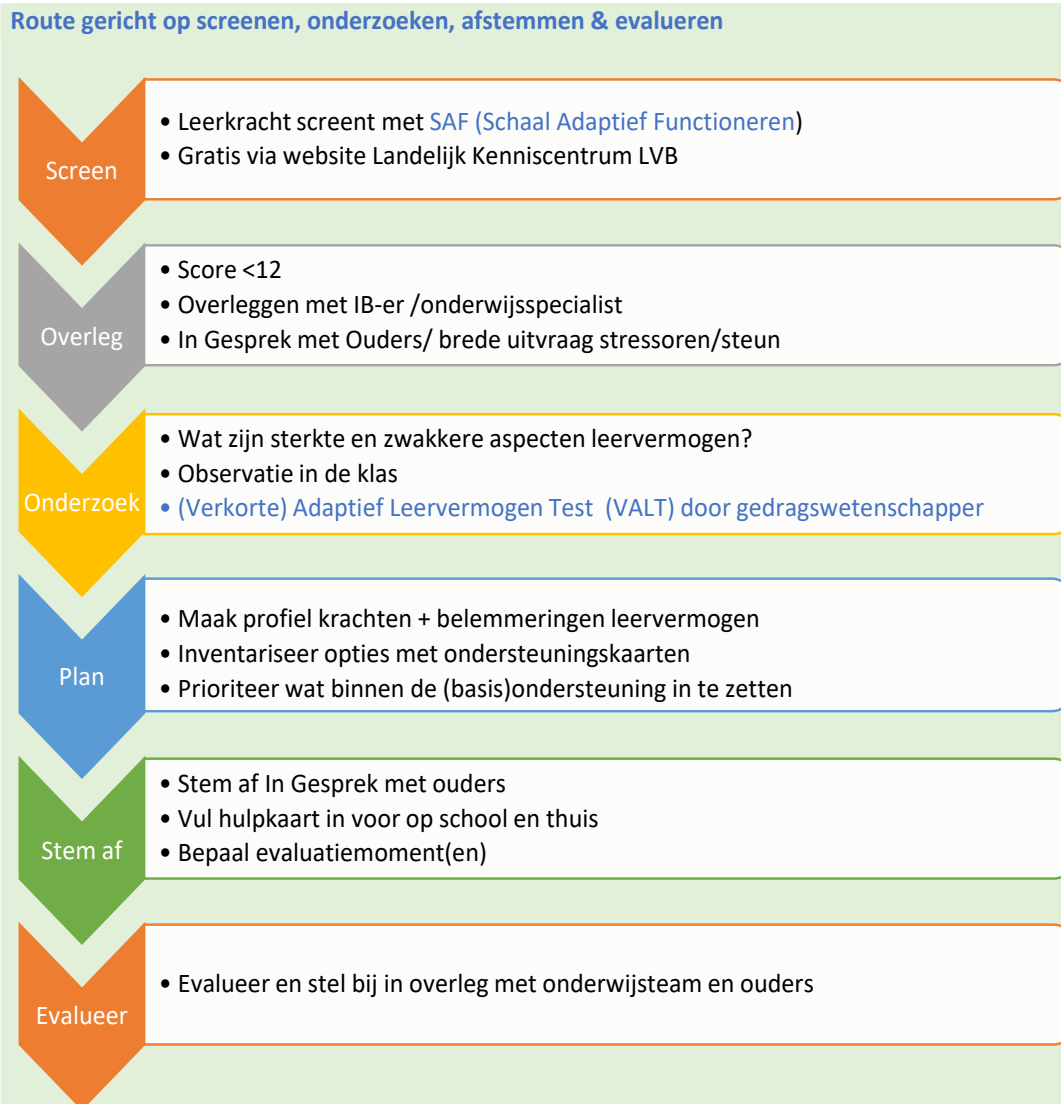 Route gericht op screenen, onderzoeken, afstemmen & evalueren
Screen
• Leerkracht screent met SAF (Schaal Adaptief Functioneren)
• Gratis via website Landelijk Kenniscentrum LVB
Overleg
• Score <12
• Overleggen met IB-er /onderwijsspecialist
• In Gesprek met Ouders/ brede uitvraag stressoren/steun
Onderzoek
• Wat zijn sterkte en zwakkere aspecten leervermogen?
• Observatie in de klas
• (Verkorte) Adaptief Leervermogen Test (VALT) door gedragswetenschapper
Plan
• Maak profiel krachten + belemmeringen leervermogen
• Inventariseer opties met ondersteuningskaarten
• Prioriteer wat binnen de (basis)ondersteuning in te zetten
Stem af
• Stem af In Gesprek met ouders
• Vul hulpkaart in voor op school en thuis
• Bepaal evaluatiemoment(en)
Evalueer
• Evalueer en stel bij in overleg met onderwijsteam en ouders